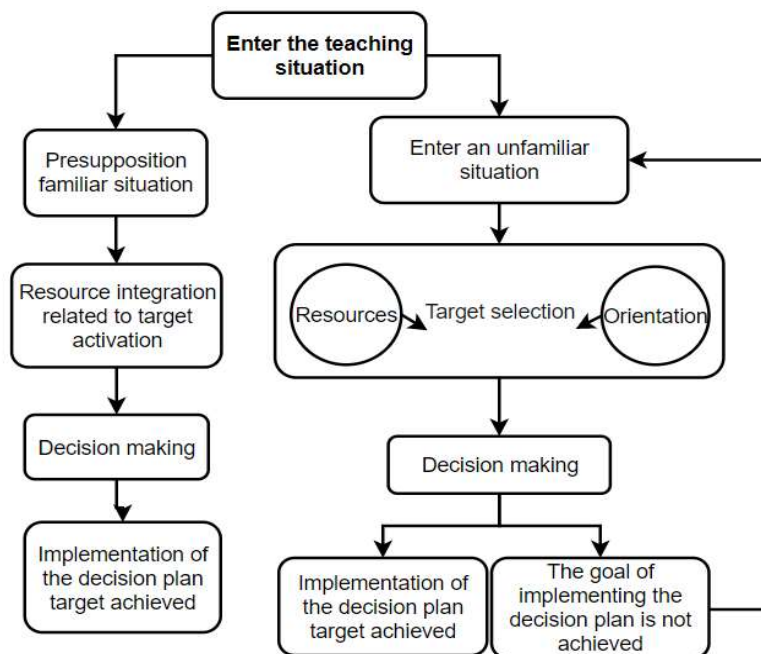 Enter the teaching
situation
Presupposition
familiar situation
Enter an unfamiliar
situation
Resource integration
related to target
activation
Resources
Target selection
Orientation
Decision making
Decision making
Implementation of
the decision plan
target achieved
Implementation of
the decision plan
target achieved
The goal of
implementing the
decision plan is not
achieved